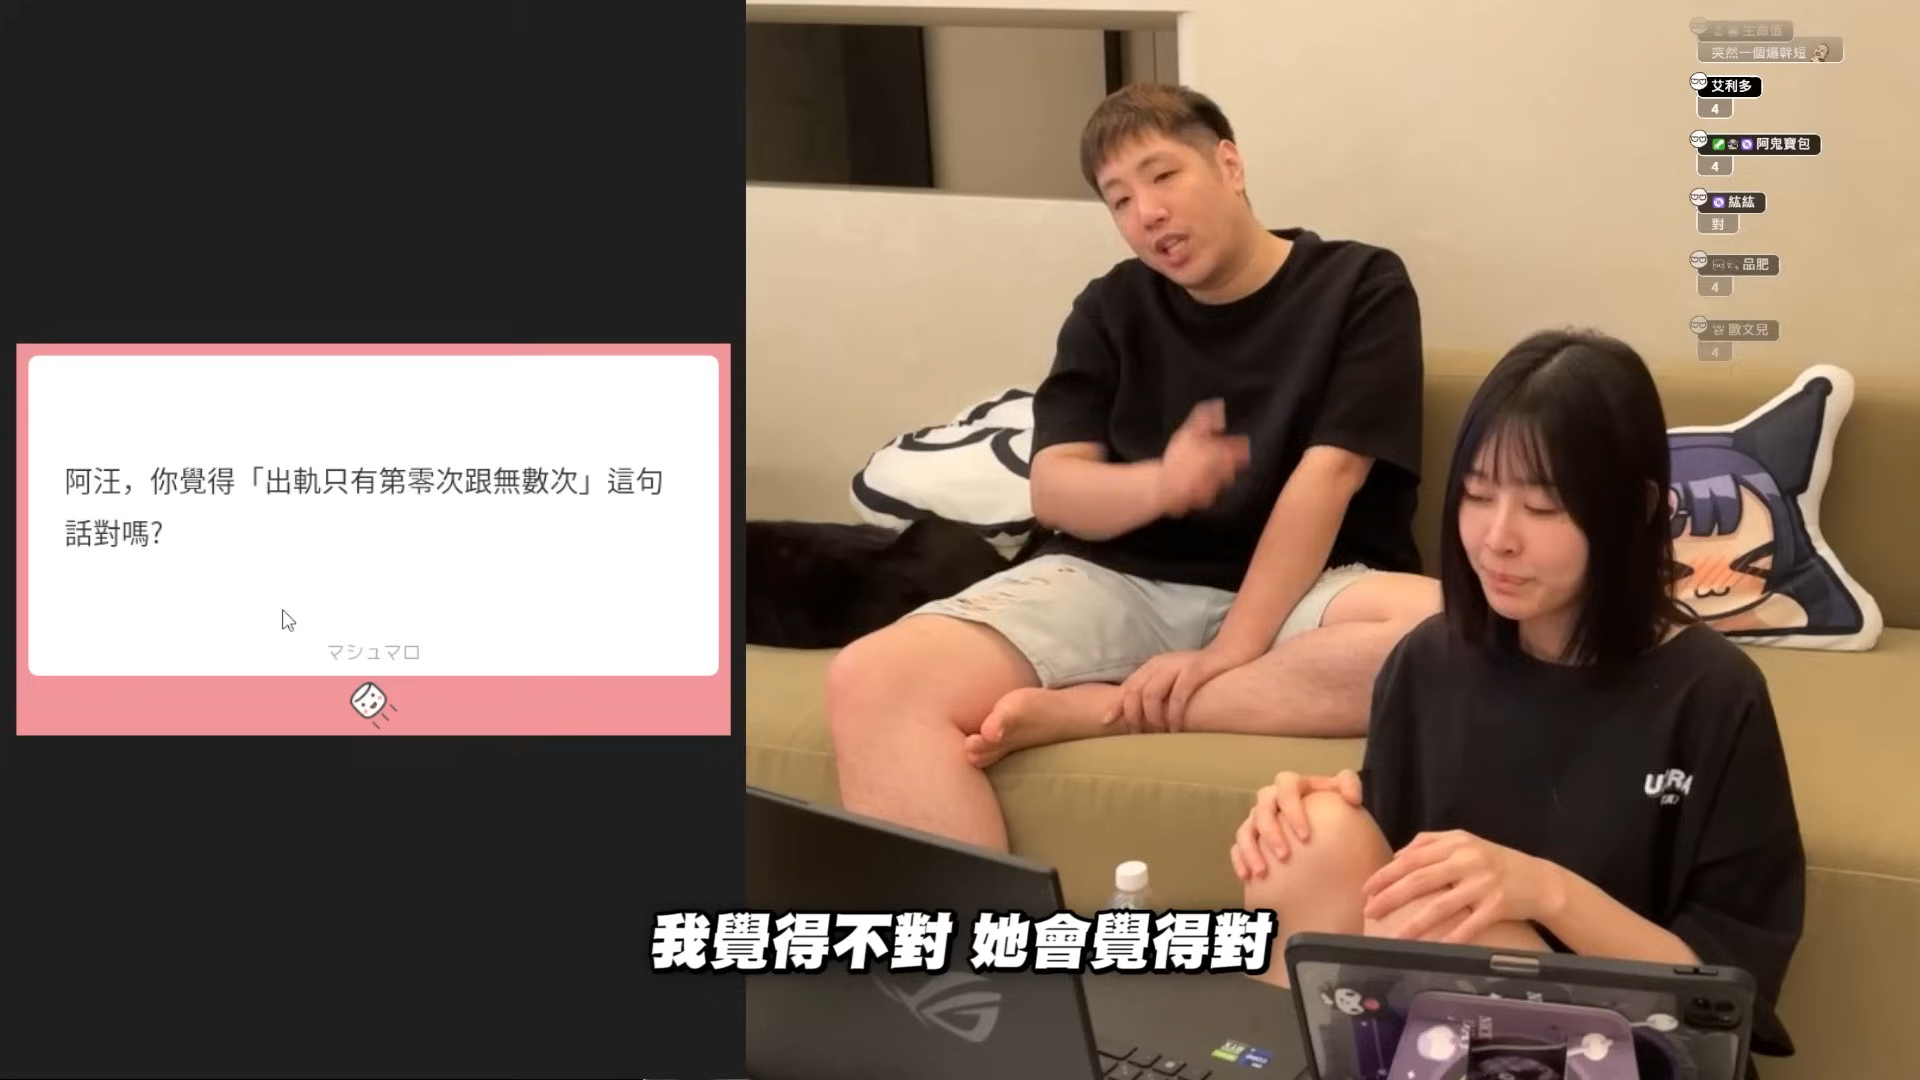 阿汪，你覺得「出軌只有第零次跟無數次」這句
話對嗎?
マシュマロ
生命值
突然一個爆幹短
艾利多
4
阿鬼寶包
4
紘紘
對
品肥
4
歐文兒
4
我覺得不對 她會覺得對